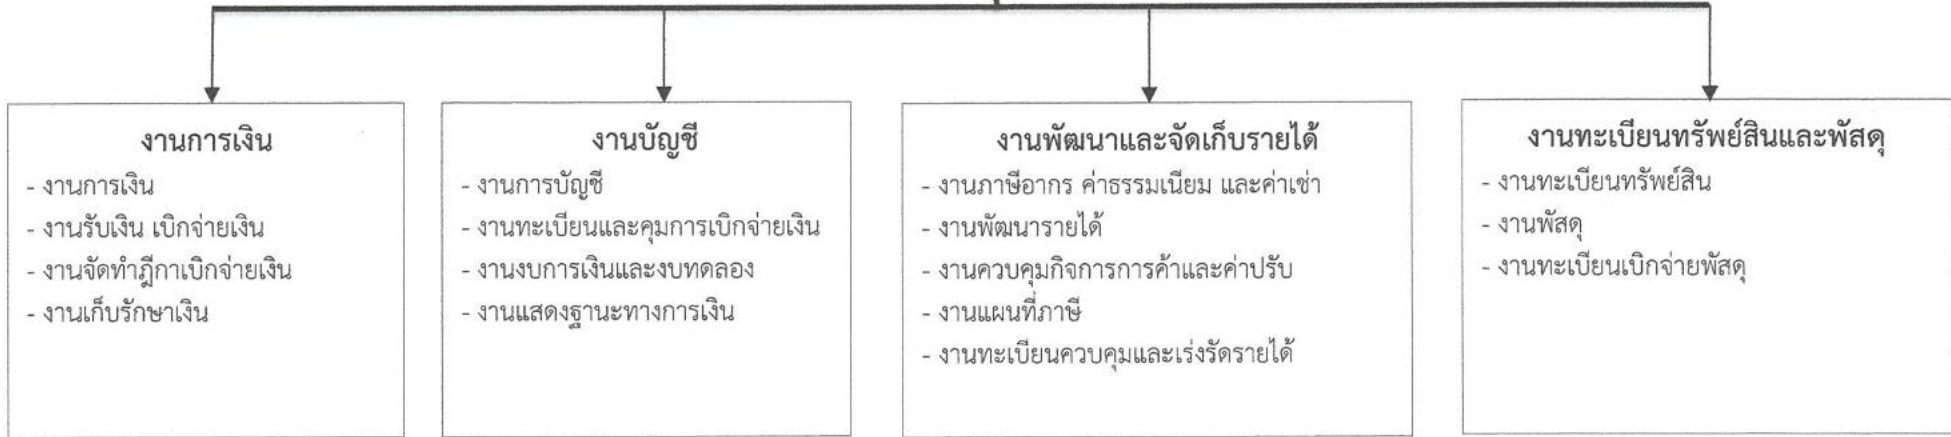 งานการเงิน
- งานการเงิน
- งานรับเงิน เบิกจ่ายเงิน
- งานจัดทำฎีกาเบิกจ่ายเงิน
- งานเก็บรักษาเงิน
งานบัญชี
- งานการบัญชี
- งานทะเบียนและคุมการเบิกจ่ายเงิน
- งานงบการเงินและงบทดลอง
- งานแสดงฐานะทางการเงิน
งานพัฒนาและจัดเก็บรายได้
- งานภาษีอากร ค่าธรรมเนียม และค่าเช่า
- งานพัฒนารายได้
- งานควบคุมกิจการการค้าและค่าปรับ
- งานแผนที่ภาษี
- งานทะเบียนควบคุมและเร่งรัดรายได้
งานทะเบียนทรัพย์สินและพัสดุ
- งานทะเบียนทรัพย์สิน
- งานพัสดุ
- งานทะเบียนเบิกจ่ายพัสดุ